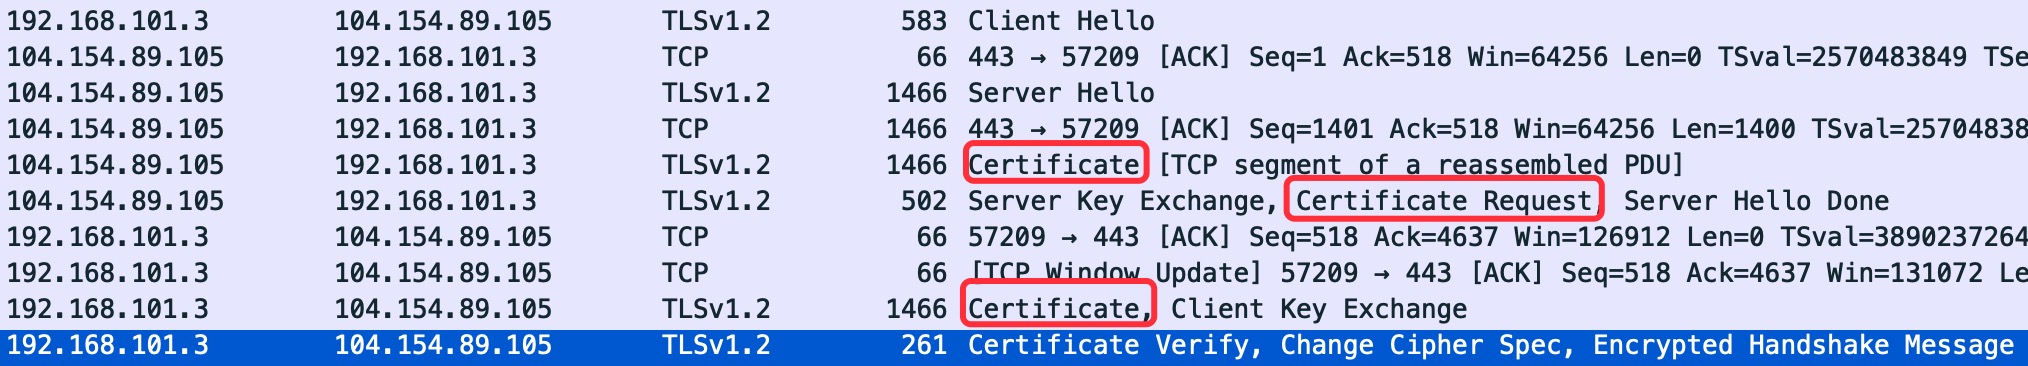 192.168.101.3 104.154.89.105 TLSv1.2 583 Client Hello
104.154.89.105 192.168.101.3 TCP 66 443 → 57209 [ACK] Seq=1 Ack=518 Win=64256 Len=0 TSval=2570483849 TSe
104.154.89.105 192.168.101.3 TLSv1.2 1466 Server Hello
104.154.89.105 192.168.101.3 TCP 1466 443 → 57209 [ACK] Seq=1401 Ack=518 Win=64256 Len=1400 TSval=25704838
104.154.89.105 192.168.101.3 TLSv1.2 1466 Certificate [TCP segment of a reassembled PDU]
104.154.89.105 192.168.101.3 TLSv1.2 502 Server Key Exchange, Certificate Request, Server Hello Done
192.168.101.3 104.154.89.105 TCP 66 57209 → 443 [ACK] Seq=518 Ack=4637 Win=126912 Len=0 TSval=3890237264
192.168.101.3 104.154.89.105 TCP 66 [TCP Window Update] 57209 → 443 [ACK] Seq=518 Ack=4637 Win=131072 Le
192.168.101.3 104.154.89.105 TLSv1.2 1466 Certificate, Client Key Exchange
192.168.101.3 104.154.89.105 TLSv1.2 261 Certificate Verify, Change Cipher Spec, Encrypted Handshake Message